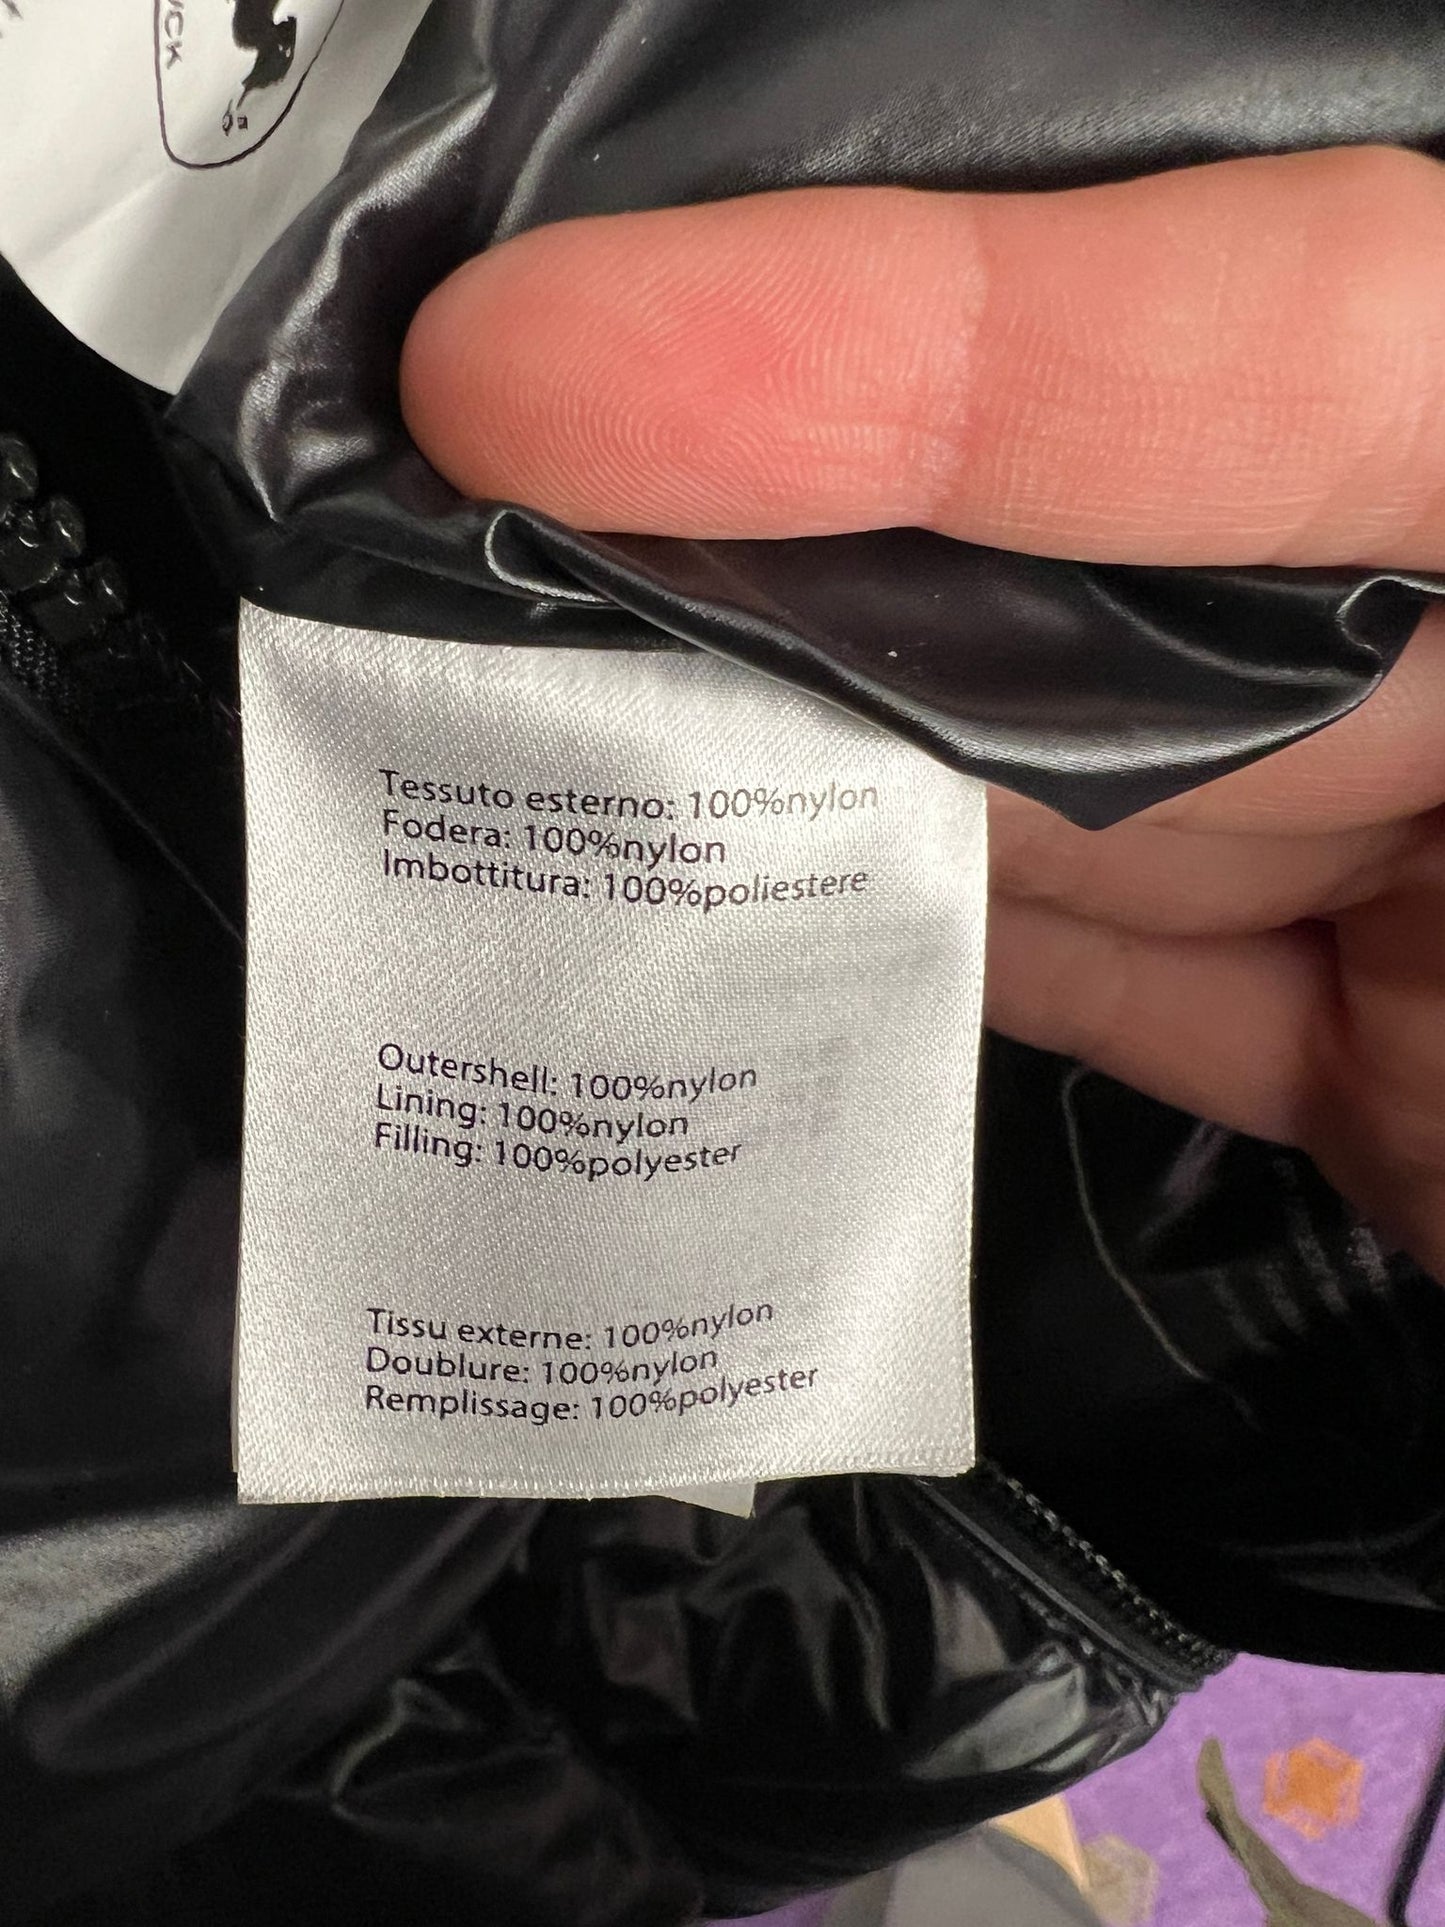 Tessuto esterno: 100%nylon
Fodera: 100%nylon
Imbottitura: 100%poliestere
Outershell: 100%nylon
Lining: 100%nylon
Filling: 100%polyester
Tissu externe: 100%nylon
Doublure: 100%nylon
Remplissage: 100%polyester